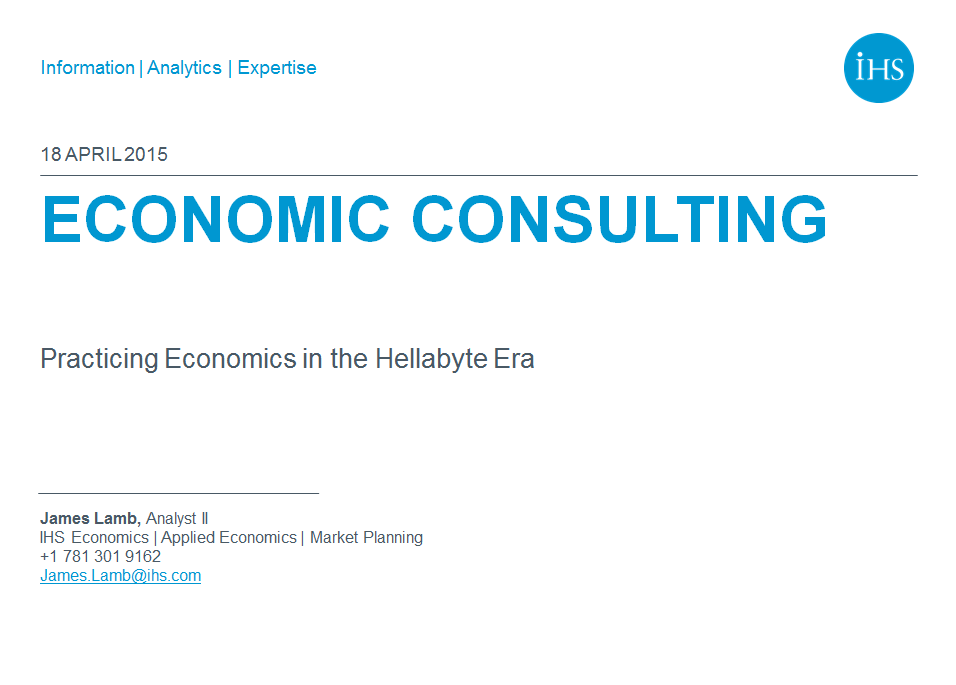 Information | Analytics | Expertise
iHS
18 APRIL 2015
ECONOMIC CONSULTING
Practicing Economics in the Hellabyte Era
James Lamb, Analyst II
IHS Economics | Applied Economics | Market Planning
+1 781 301 9162
James.Lamb@ihs.com